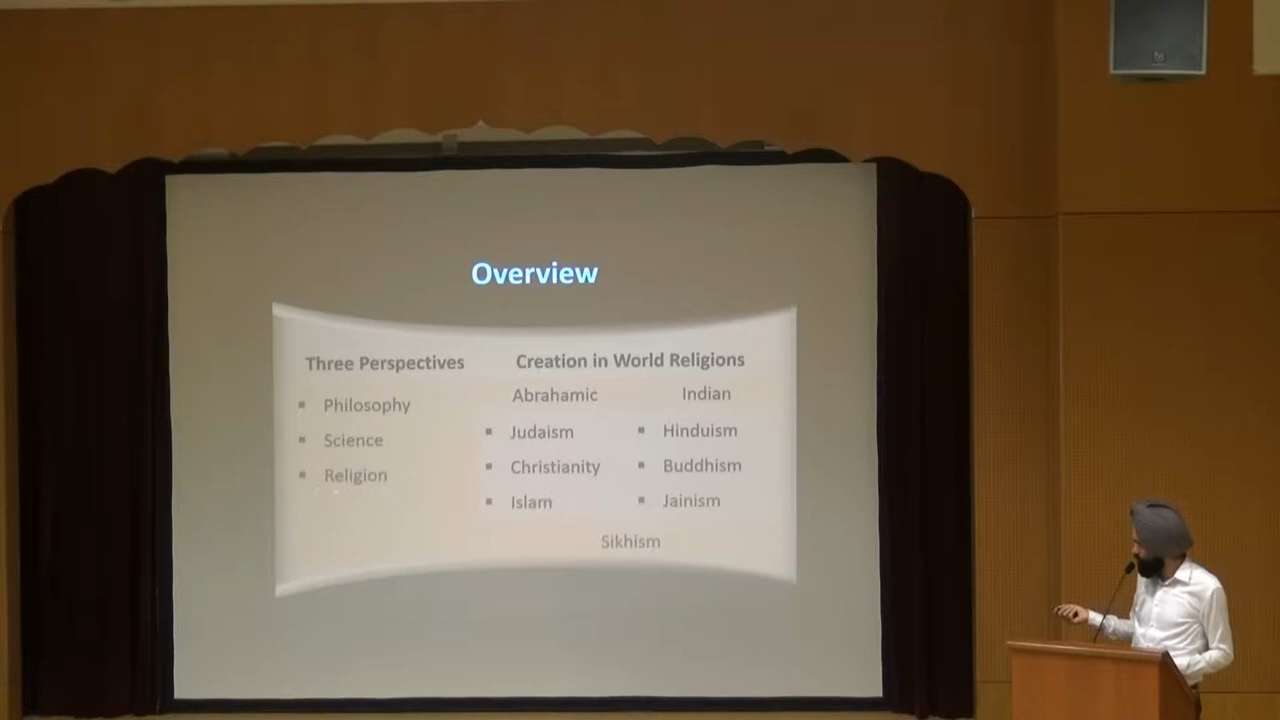 Overview
Three Perspectives
Philosophy
Science
Religion
Creation in World Religions
Abrahamic
Judaism
Christianity
Islam
Indian
Hinduism
Buddhism
Jainism
Sikhism